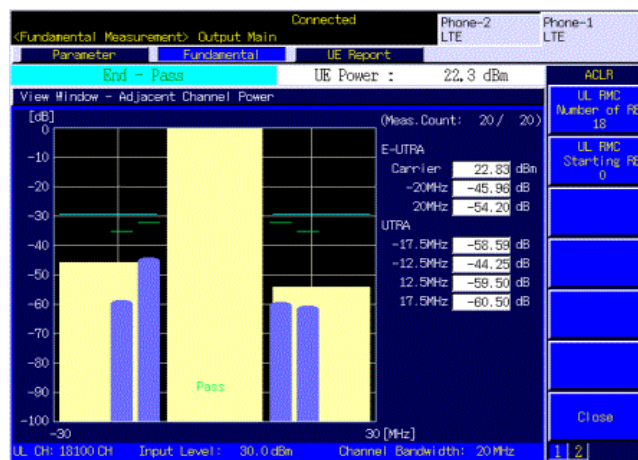 Connected
Phone-2
LTE
Phone-1
LTE
<Fundamental Measurement> Output Main
Parameter
Fundamental
UE Report
End - Pass
UE Power : 22.3 dBm
ACLR
View Window - Adjacent Channel Power
UL RMC
Number of RB
18
UL RMC
Starting RB
0
Close
1 2
[dB]
(Meas.Count: 20/ 20)
0
-10
-20
-30
-40
-50
-60
-70
-80
-90
-100
E-UTRA
Carrier 22.83 dBm
-20MHz -45.96 dB
20MHz -54.20 dB
UTRA
-17.5MHz -58.59 dB
-12.5MHz -44.25 dB
12.5MHz -59.50 dB
17.5MHz -60.50 dB
Pass
-30
30 [MHz]
UL CH: 18100 CH Input Level: 30.0 dBm Channel Bandwidth: 20 MHz